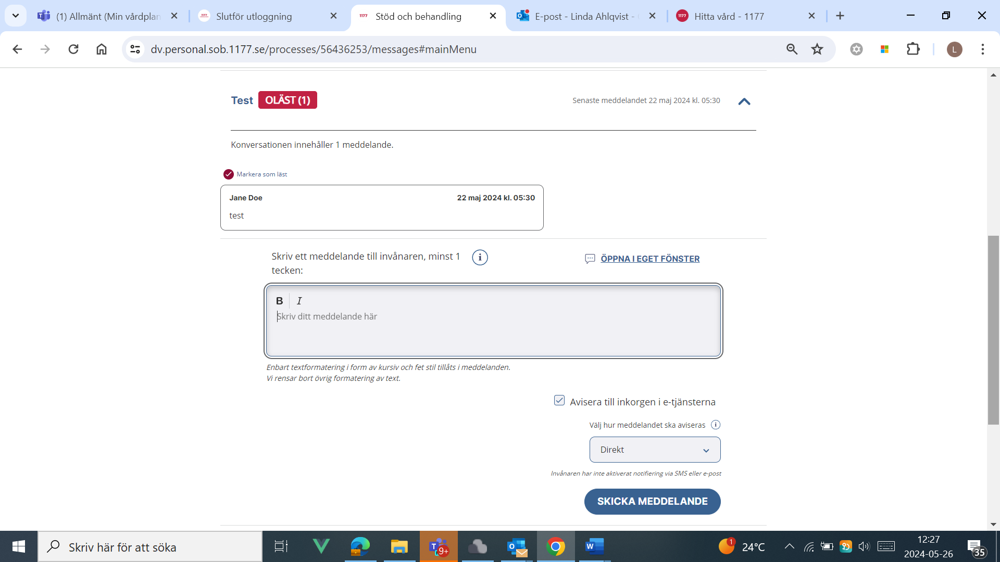 (1) Allmänt (Min vårdplan
Slutför utloggning
Stöd och behandling
E-post - Linda Ahlqvist -
Hitta vård - 1177
dv.personal.sob.1177.se/processes/56436253/messages#mainMenu
L
Test OLÄST (1)
Senaste meddelandet 22 maj 2024 kl. 05:30
Konversationen innehåller 1 meddelande.
Markera som läst
Jane Doe 22 maj 2024 kl. 05:30
test
Skriv ett meddelande till invånaren, minst 1
tecken:
ÖPPNA I EGET FÖNSTER
B I
Skriv ditt meddelande här
Enbart textformatering i form av kursiv och fet stil tillåts i meddelanden.
Vi rensar bort övrig formatering av text.
Avisera till inkorgen i e-tjänsterna
Välj hur meddelandet ska aviseras
Direkt
Invånaren har inte aktiverat notifiering via SMS eller e-post
SKICKA MEDDELANDE
Skriv här för att söka
9+
1
24°C
12:27
2024-05-26
35